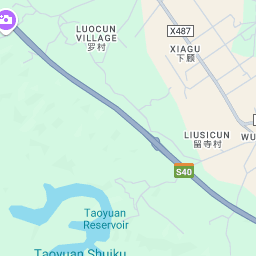 LUOCUN
VILLAGE
罗村
X487
XIAGU
下顾
LIUSICUN
留寺村
WU
S40
Taoyuan
Reservoir
Taoyuan Shuiku